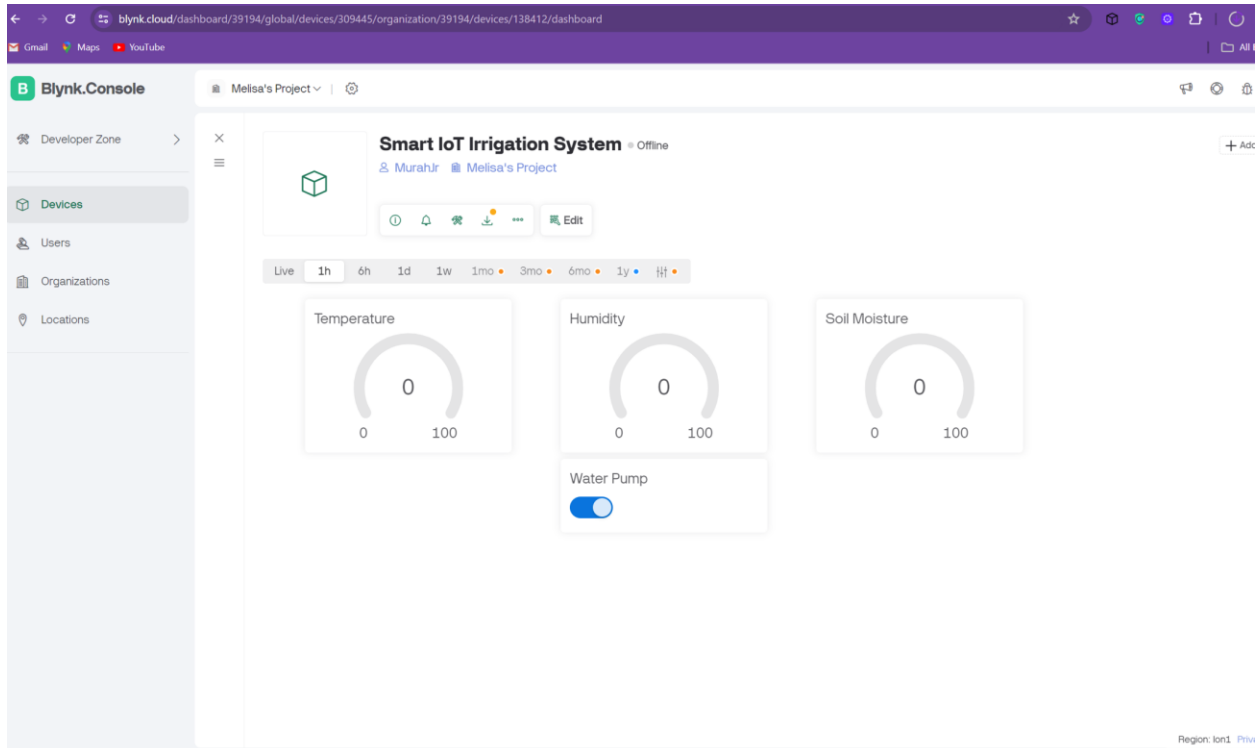 blynk.cloud/dashboard/39194/global/devices/309445/organization/39194/devices/138412/dashboard
Gmail Maps YouTube All
B Blynk.Console
Melisa's Project
Developer Zone
Devices
Users
Organizations
Locations
Smart IoT Irrigation System Offline
MurahJr Melisa's Project
Edit
+ Add
Live 1h 6h 1d 1w 1mo 3mo 6mo 1y
Temperature Humidity Soil Moisture
0 0 0
0 100 0 100 0 100
Water Pump
Region: lon1